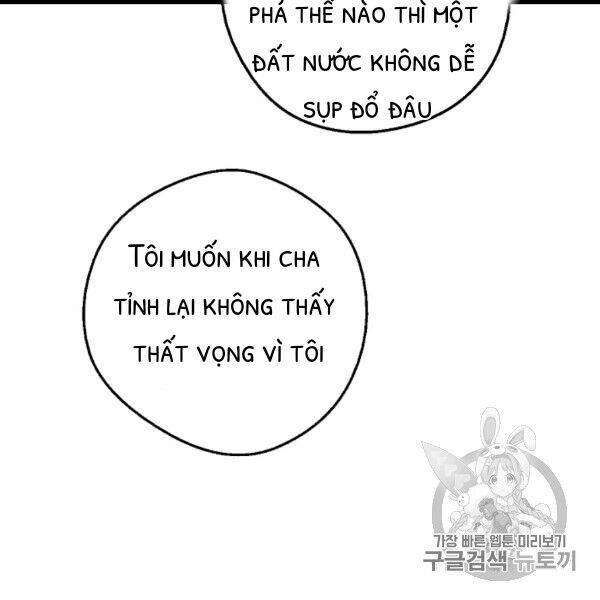 PHÁ THẾ NÀO THÌ MỘT
ĐẤT NƯỚC KHÔNG DỄ
SỤP ĐỔ ĐÂU
TÔI MUỐN KHI CHA
TỈNH LẠI KHÔNG THẤY
THẤT VỌNG VÌ TÔI
가장 빠른 웹툰 미리보기
구글검색 뉴토끼